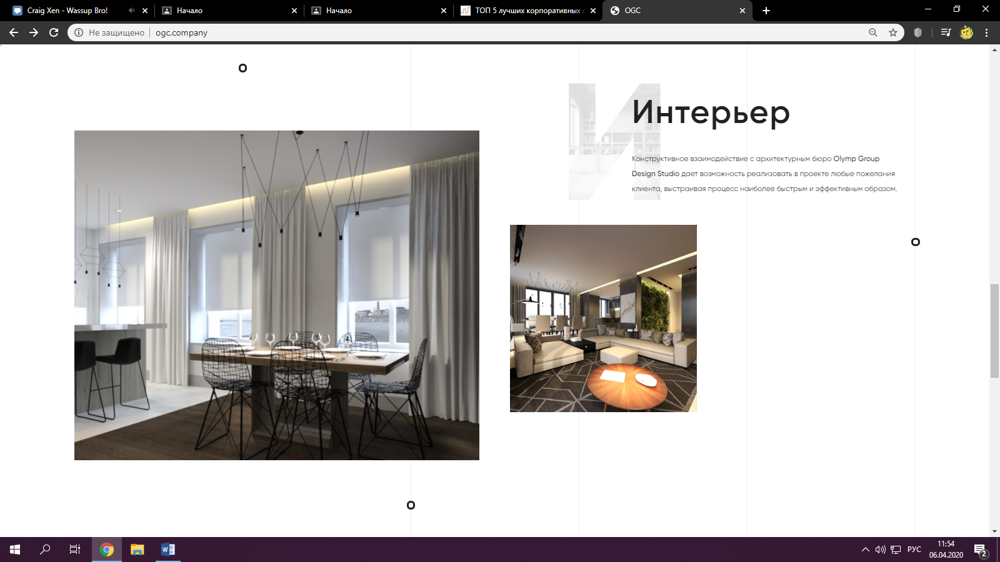 Craig Xen - Wassup Bro!
Начало
Начало
ТОП 5 лучших корпоративных
OGC
Не защищено
ogc.company
И
Интерьер
Конструктивное взаимодействие с архитектурным бюро Olymp Group
Design Studio дает возможность реализовать в проекте любые пожелания
клиента, выстраивая процесс наиболее быстрым и эффективным образом.
РУС
11:54
06.04.2020
2